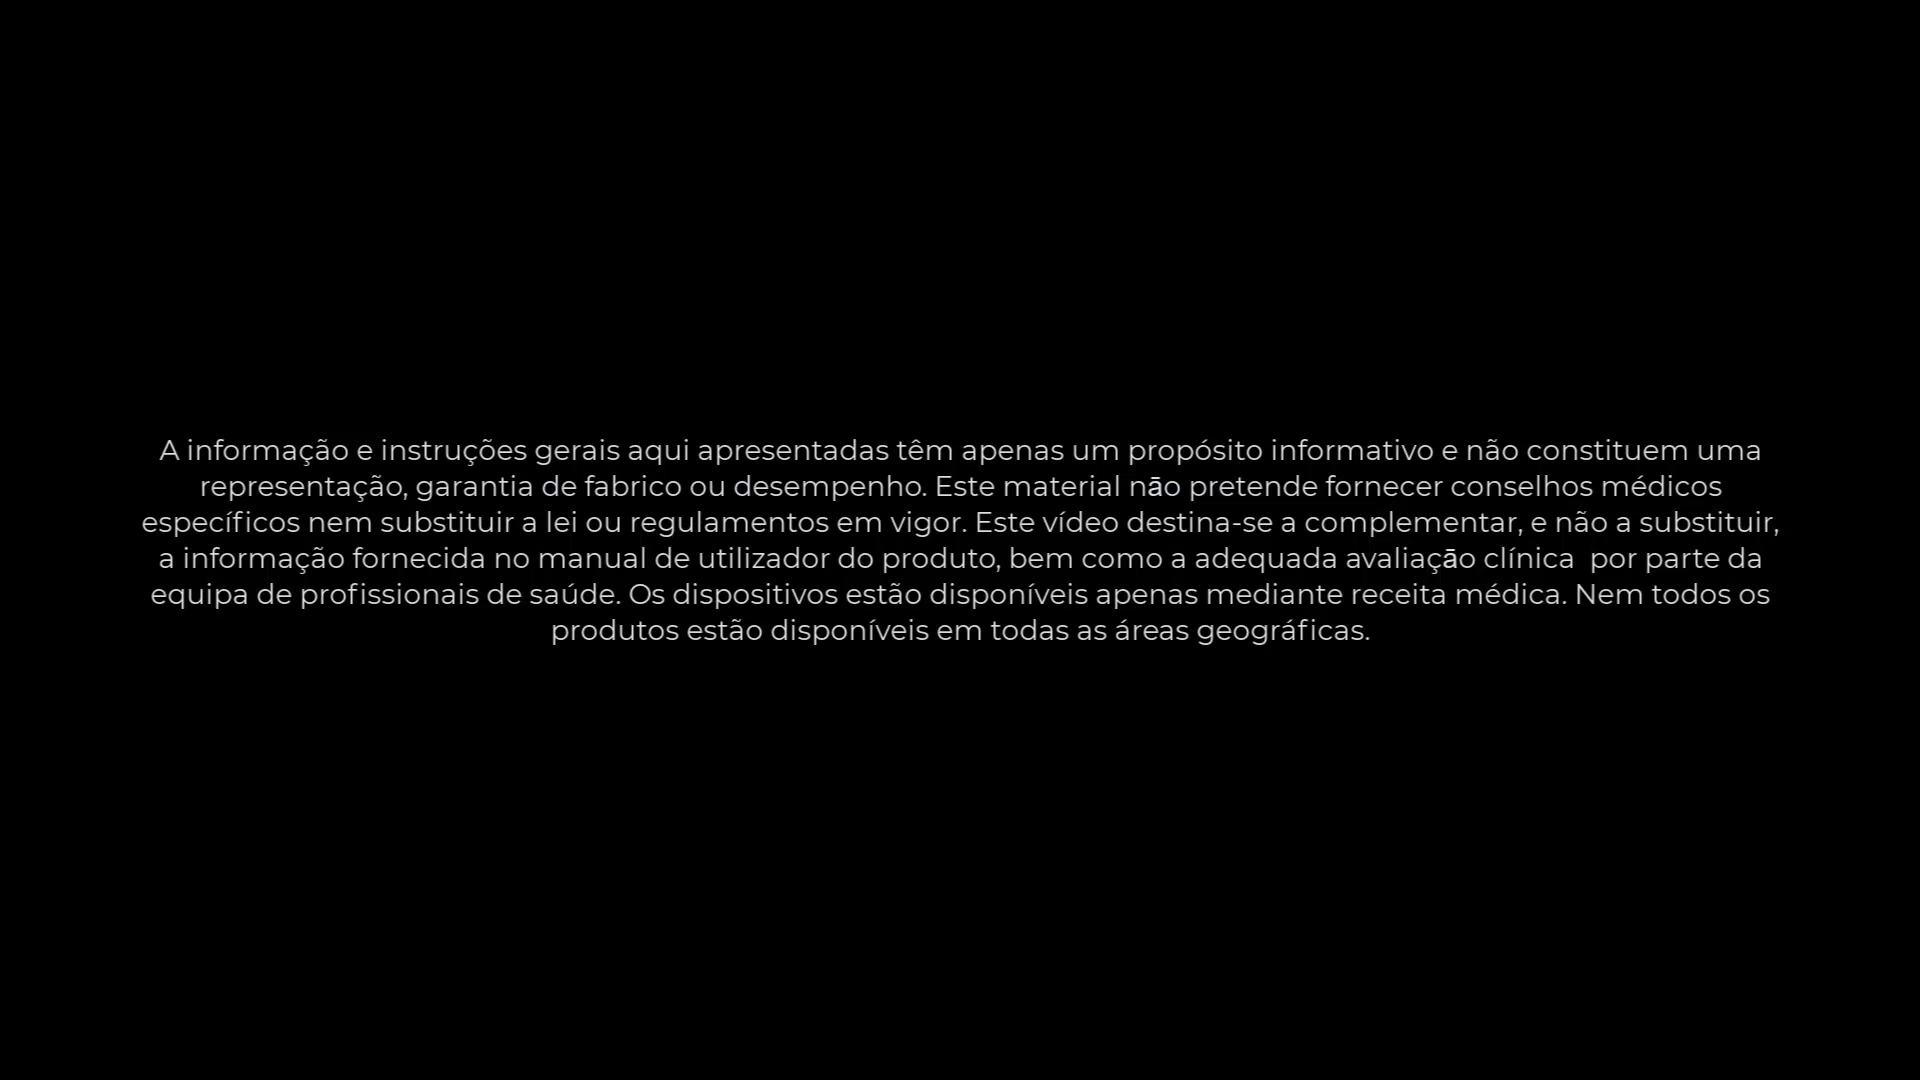 A informação e instruções gerais aqui apresentadas têm apenas um propósito informativo e não constituem uma
representação, garantia de fabrico ou desempenho. Este material não pretende fornecer conselhos médicos
específicos nem substituir a lei ou regulamentos em vigor. Este vídeo destina-se a complementar, e não a substituir,
a informação fornecida no manual de utilizador do produto, bem como a adequada avaliação clínica  por parte da
equipa de profissionais de saúde. Os dispositivos estão disponíveis apenas mediante receita médica. Nem todos os
produtos estão disponíveis em todas as áreas geográficas.